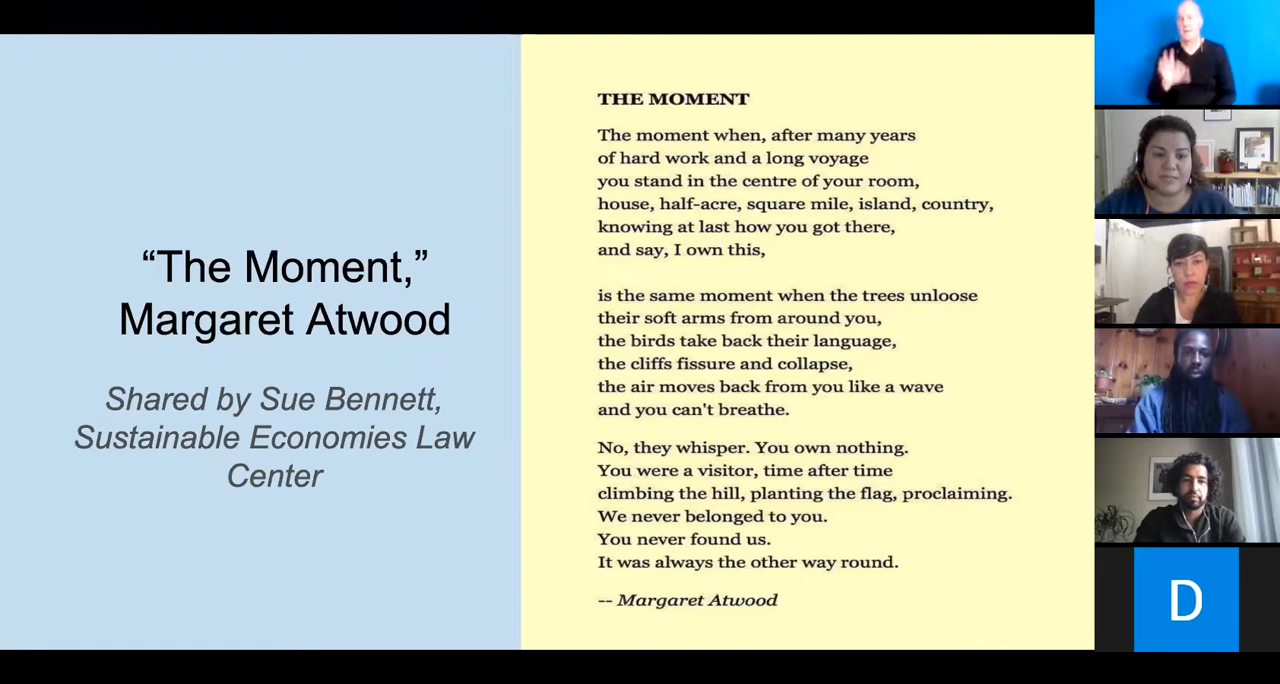 “The Moment,”
Margaret Atwood
Shared by Sue Bennett,
Sustainable Economies Law
Center
THE MOMENT
The moment when, after many years
of hard work and a long voyage
you stand in the centre of your room,
house, half-acre, square mile, island, country,
knowing at last how you got there,
and say, I own this,
is the same moment when the trees unloose
their soft arms from around you,
the birds take back their language,
the cliffs fissure and collapse,
the air moves back from you like a wave
and you can't breathe.
No, they whisper. You own nothing.
You were a visitor, time after time
climbing the hill, planting the flag, proclaiming.
We never belonged to you.
You never found us.
It was always the other way round.
-- Margaret Atwood
D